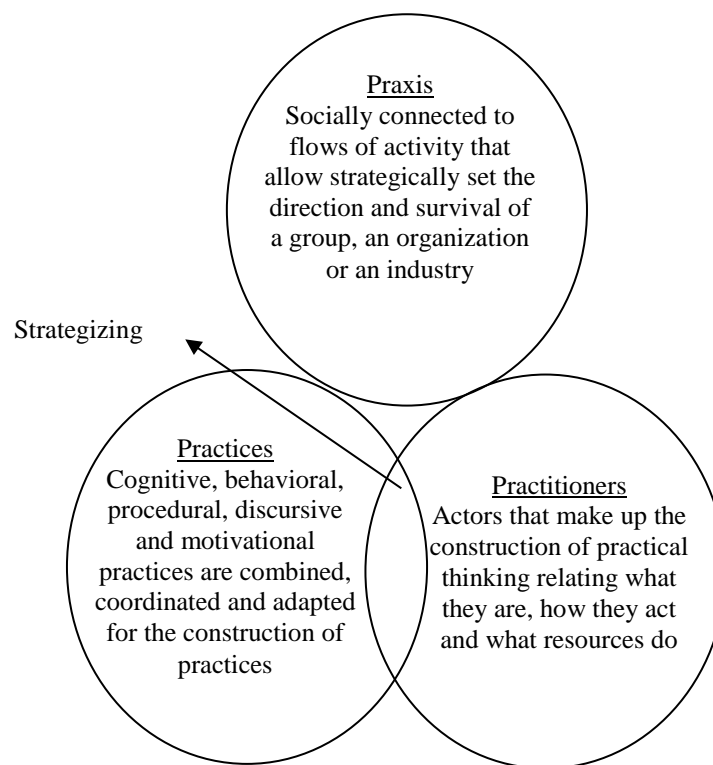 Praxis
Socially connected to
flows of activity that
allow strategically set the
direction and survival of
a group, an organization
or an industry
Strategizing
Practices
Cognitive, behavioral,
procedural, discursive
and motivational
practices are combined,
coordinated and adapted
for the construction of
practices
Practitioners
Actors that make up the
construction of practical
thinking relating what
they are, how they act
and what resources do